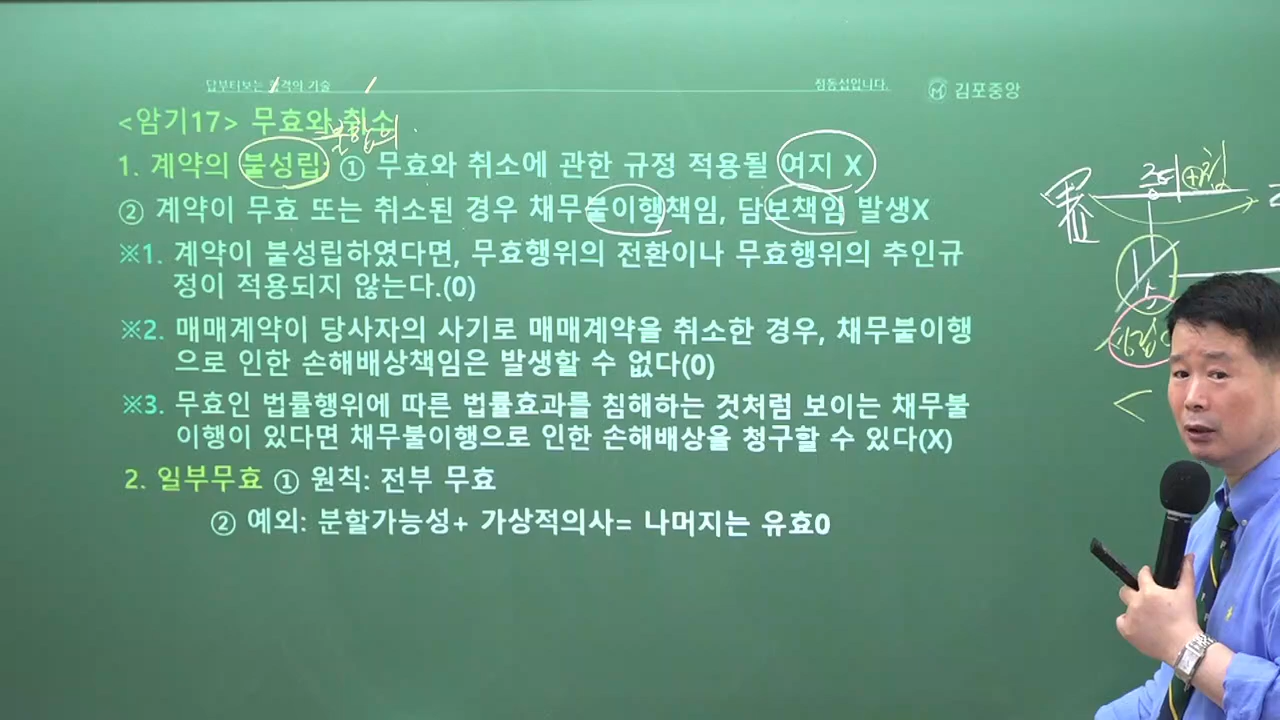 답부터보는 합격의 기술
정동섭입니다.
김포중앙
<암기17> 무효와 취소
불합의
1. 계약의 불성립: ① 무효와 취소에 관한 규정 적용될 여지 X
② 계약이 무효 또는 취소된 경우 채무불이행책임, 담보책임 발생X
※1. 계약이 불성립하였다면, 무효행위의 전환이나 무효행위의 추인규
정이 적용되지 않는다.(0)
※2. 매매계약이 당사자의 사기로 매매계약을 취소한 경우, 채무불이행
으로 인한 손해배상책임은 발생할 수 없다(0)
※3. 무효인 법률행위에 따른 법률효과를 침해하는 것처럼 보이는 채무불
이행이 있다면 채무불이행으로 인한 손해배상을 청구할 수 있다(X)
2. 일부무효 ① 원칙: 전부 무효
② 예외: 분할가능성+ 가상적의사= 나머지는 유효0